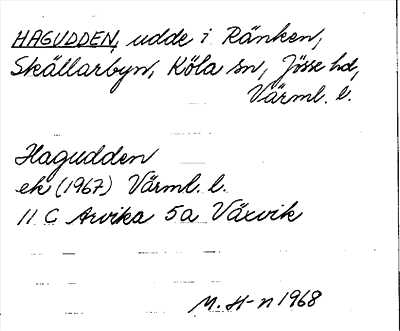 HAGUDDEN, udde i Ränken,
Skällarbyn, Köla sn, Jösse hd,
Värml. l.
Hagudden
ek (1967) Värml. l.
11 C Arvika 5a Växvik
M. H-n 1968